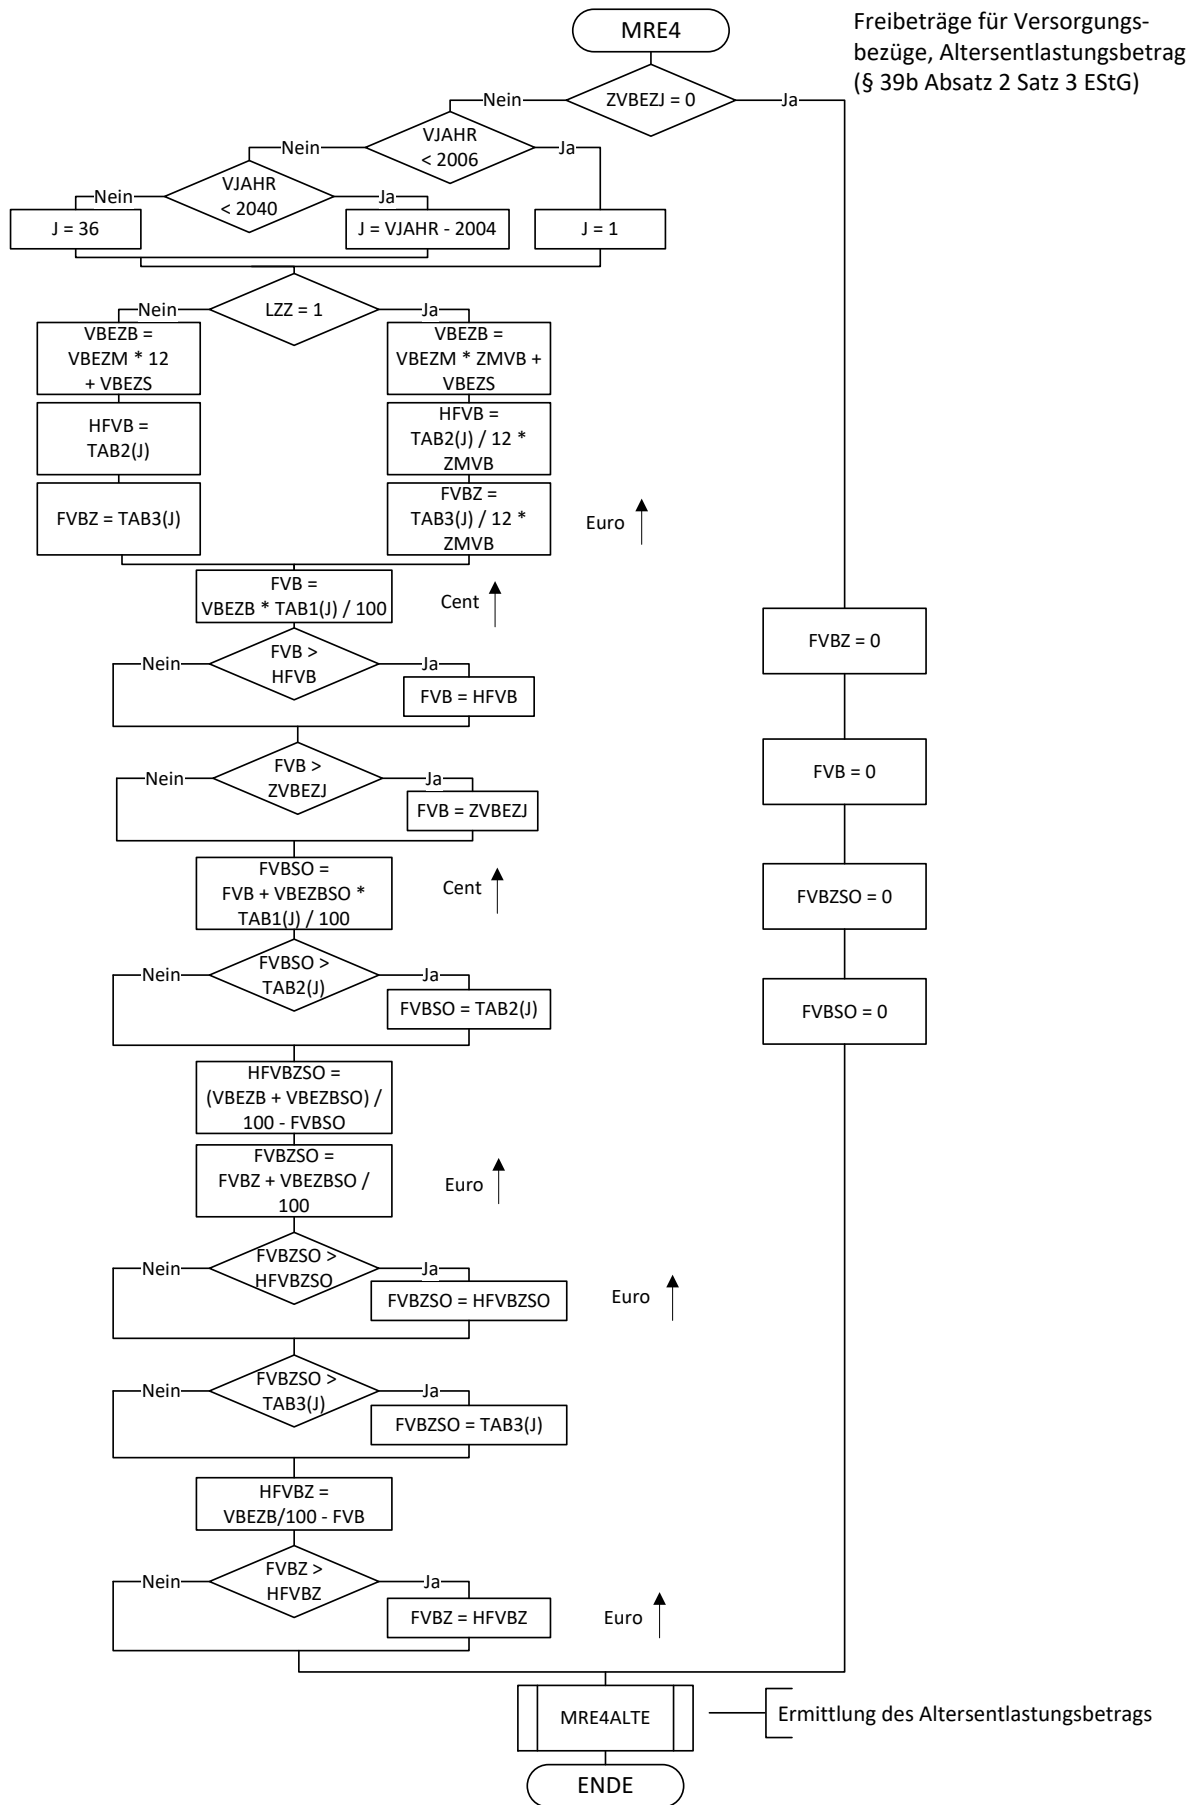 MRE4
Freibeträge für Versorgungs-
bezüge, Altersentlastungsbetrag
(§ 39b Absatz 2 Satz 3 EStG)
Nein
ZVBEZJ = 0
Ja
Nein
VJAHR
< 2006
Ja
Nein
VJAHR
< 2040
Ja
J = 36
J = VJAHR - 2004
J = 1
Nein
LZZ = 1
Ja
VBEZB =
VBEZM * 12
+ VBEZS
VBEZB =
VBEZM * ZMVB +
VBEZS
HFVB =
TAB2(J)
HFVB =
TAB2(J) / 12 *
ZMVB
FVBZ = TAB3(J)
FVBZ =
TAB3(J) / 12 *
ZMVB
Euro
FVB =
VBEZB * TAB1(J) / 100
Cent
Nein
FVB >
HFVB
Ja
FVB = HFVB
FVBZ = 0
Nein
FVB >
ZVBEZJ
Ja
FVB = ZVBEZJ
FVB = 0
FVBSO =
FVB + VBEZBSO *
TAB1(J) / 100
Cent
FVBZSO = 0
Nein
FVBSO >
TAB2(J)
Ja
FVBSO = TAB2(J)
FVBSO = 0
HFVBZSO =
(VBEZB + VBEZBSO) /
100 - FVBSO
FVBZSO =
FVBZ + VBEZBSO /
100
Euro
Nein
FVBZSO >
HFVBZSO
Ja
FVBZSO = HFVBZSO
Euro
Nein
FVBZSO >
TAB3(J)
Ja
FVBZSO = TAB3(J)
HFVBZ =
VBEZB/100 - FVB
Nein
FVBZ >
HFVBZ
Ja
FVBZ = HFVBZ
Euro
MRE4ALTE
Ermittlung des Altersentlastungsbetrags
ENDE